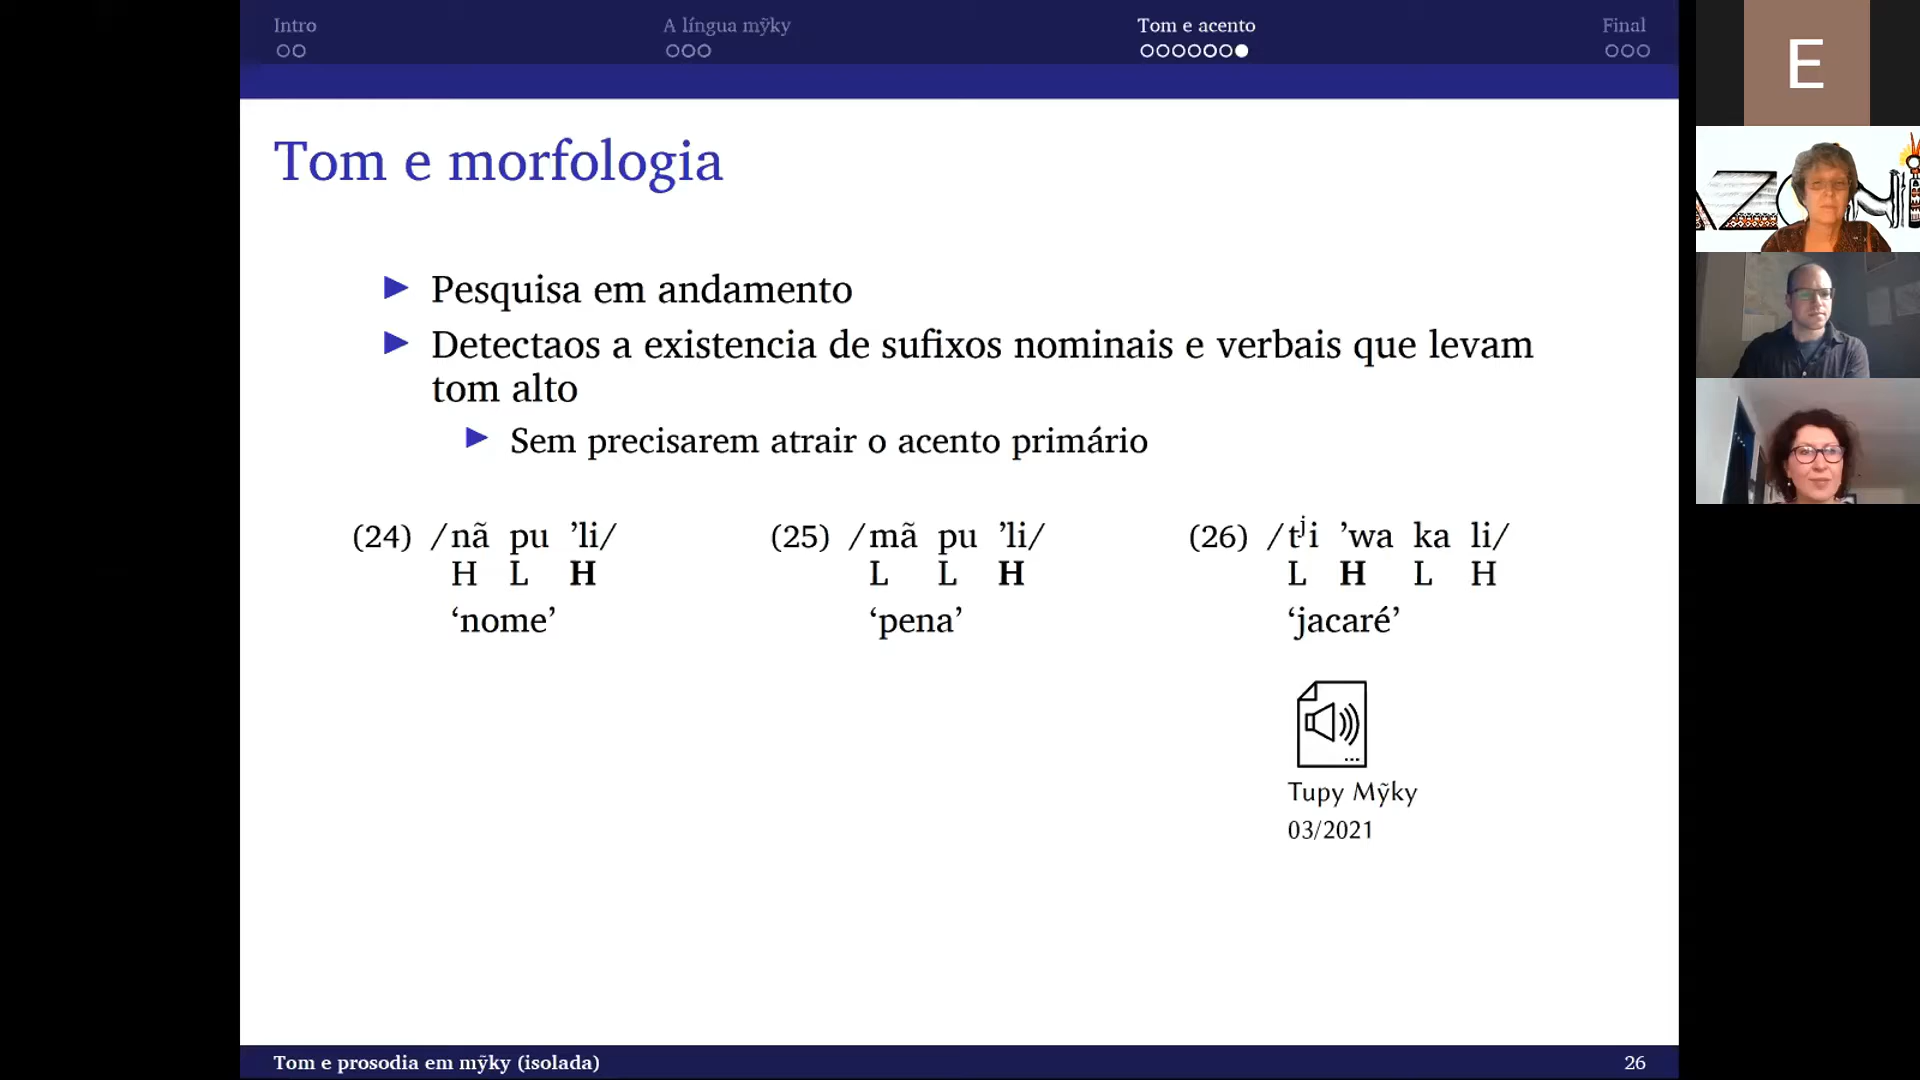 Intro
A língua mỹky
Tom e acento
Final
Tom e morfologia
Pesquisa em andamento
Detectaos a existencia de sufixos nominais e verbais que levam
tom alto
Sem precisarem atrair o acento primário
(24) /nã pu ’li/
H L H
‘nome’
(25) /mã pu ’li/
L L H
‘pena’
(26) /tʲi ’wa ka li/
L H L H
‘jacaré’
Tupy Mỹky
03/2021
Tom e prosodia em mỹky (isolada)
26
E